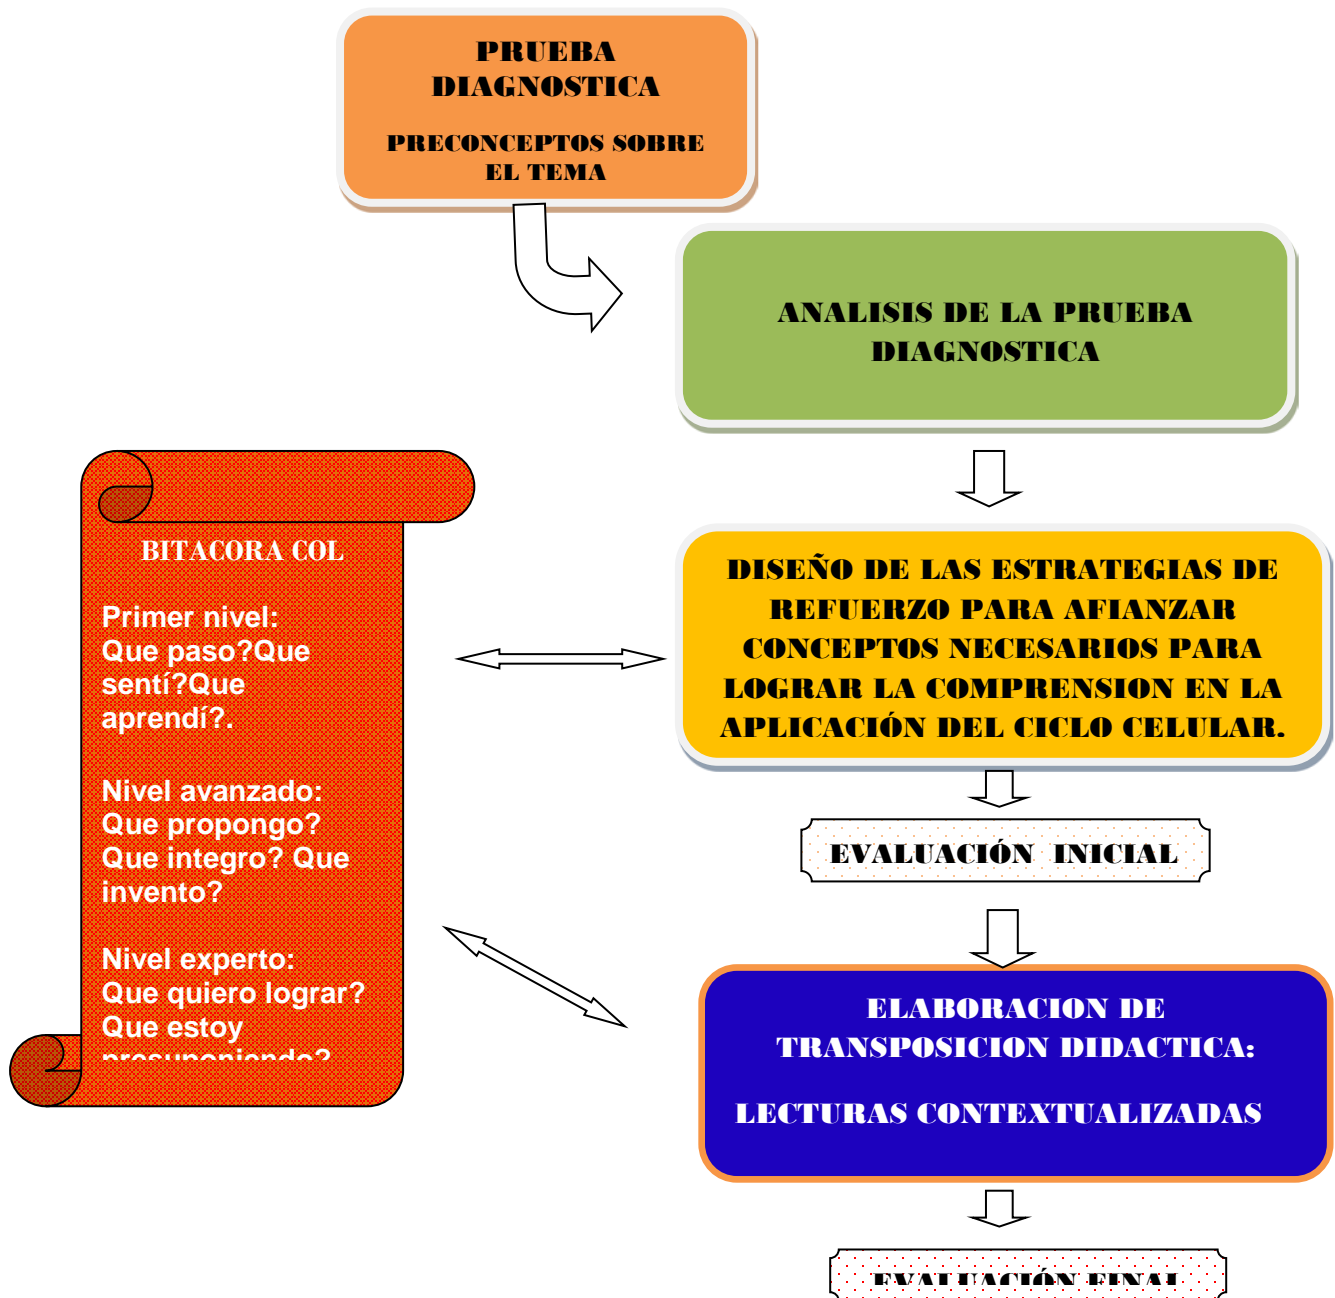 PRUEBA
DIAGNOSTICA
PRECONCEPTOS SOBRE
EL TEMA
ANALISIS DE LA PRUEBA
DIAGNOSTICA
BITACORA COL
Primer nivel:
Que paso?Que
sentí?Que
aprendí?.
Nivel avanzado:
Que propongo?
Que integro? Que
invento?
Nivel experto:
Que quiero lograr?
Que estoy
presuponiendo?
DISEÑO DE LAS ESTRATEGIAS DE
REFUERZO PARA AFIANZAR
CONCEPTOS NECESARIOS PARA
LOGRAR LA COMPRENSION EN LA
APLICACIÓN DEL CICLO CELULAR.
EVALUACIÓN  INICIAL
ELABORACION DE
TRANSPOSICION DIDACTICA:
LECTURAS CONTEXTUALIZADAS
EVALUACIÓN FINAL